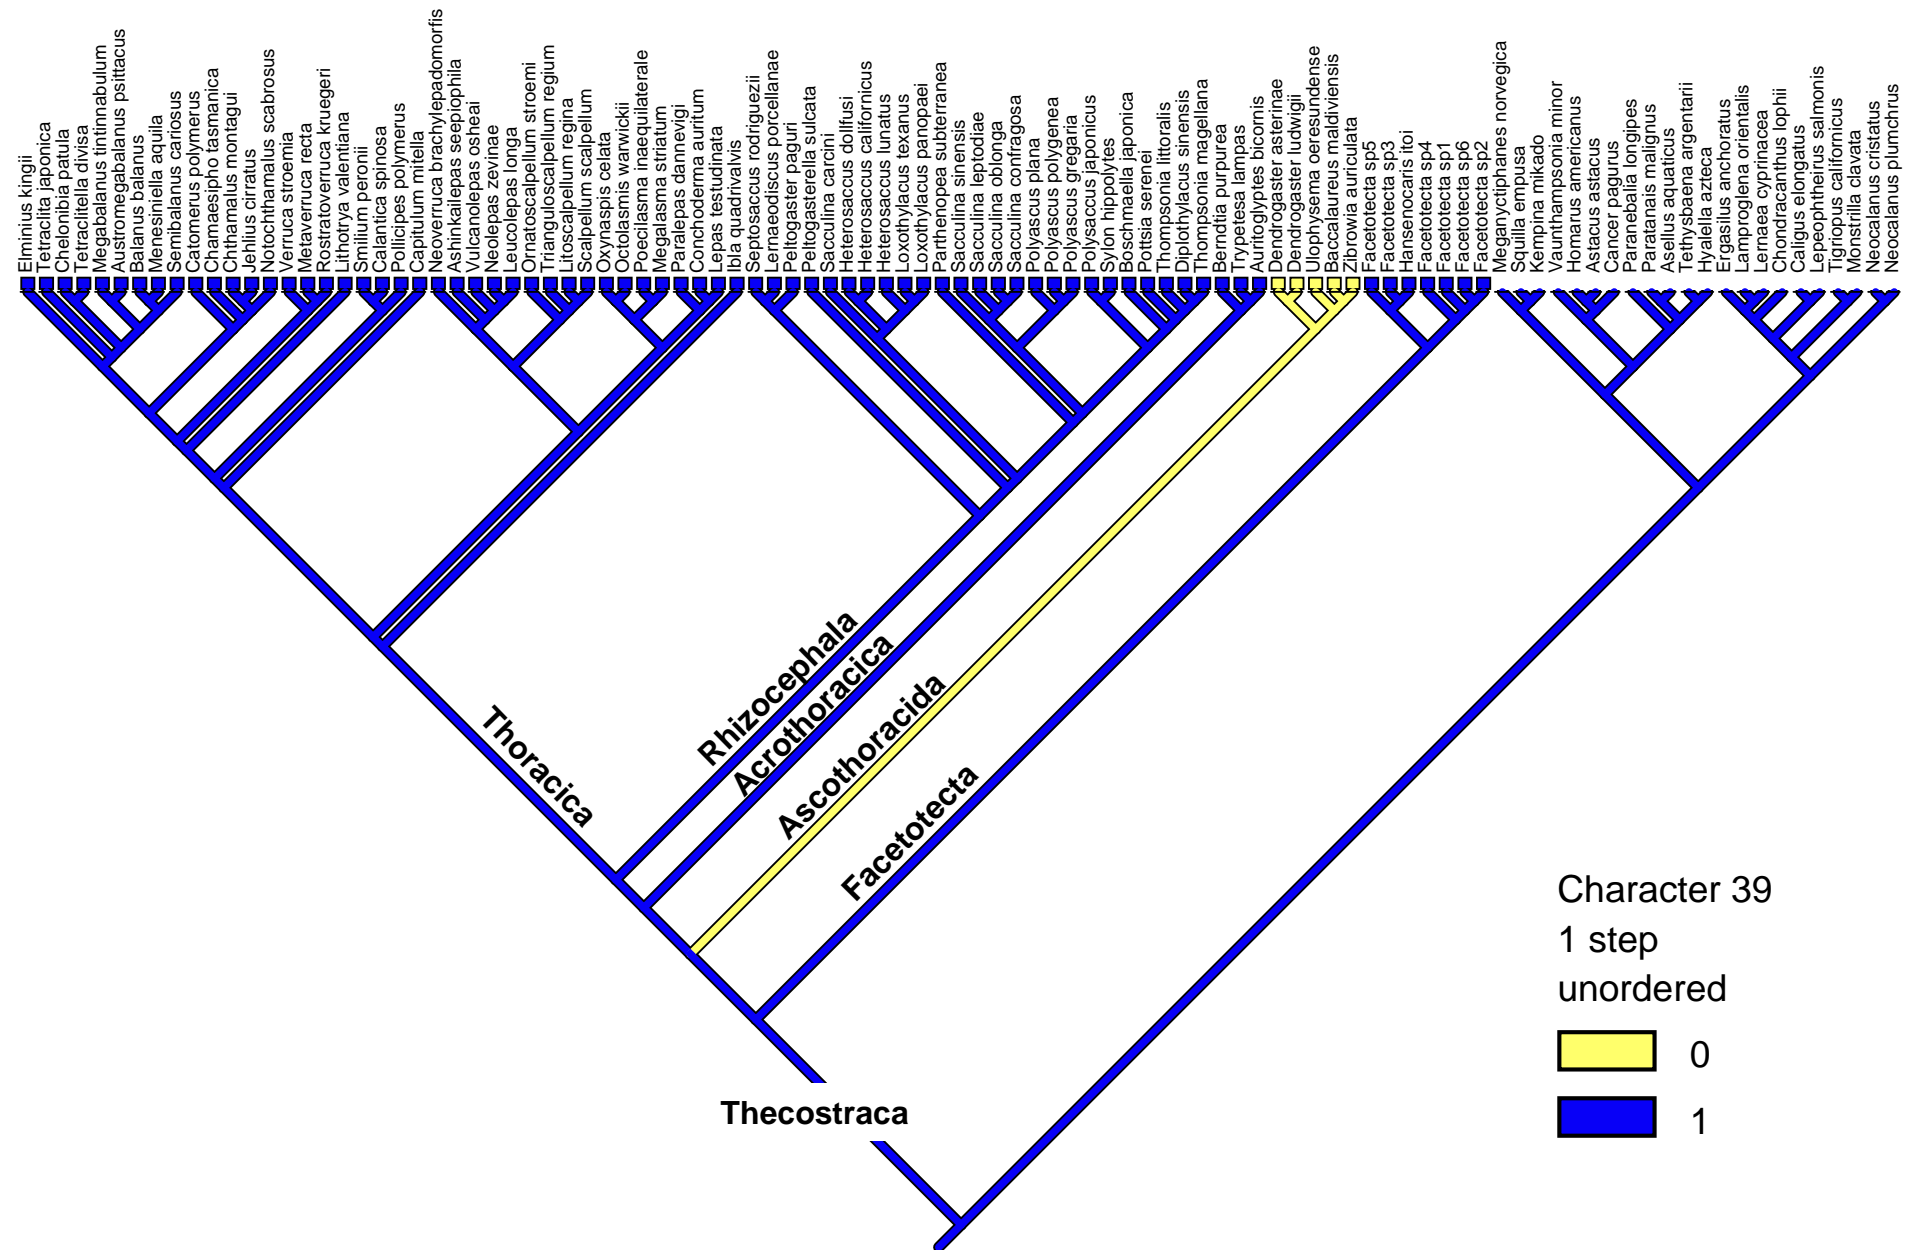 Elminius kingii
Tetraclita japonica
Chelonibia patula
Tetraclitella divisa
Megabalanus tintinnabulum
Austromegabalanus psittacus
Balanus balanus
Menesiniella aquila
Semibalanus cariosus
Catomerus polymerus
Chamaesipho tasmanica
Chthamalus montagui
Jehlius cirratus
Notochthamalus scabrosus
Verruca stroemia
Metaverruca recta
Rostratoverruca kruegeri
Lithotrya valentiana
Smilium peronii
Calantica spinosa
Pollicipes polymerus
Capitulum mitella
Neoverruca brachylepadomorfis
Ashinkailepas seepiophila
Vulcanolepas osheai
Neolepas zevinae
Leucolepas longa
Ornatoscalpellum stroemi
Trianguloscalpellum regium
Litoscalpellum regina
Scalpellum scalpellum
Oxynaspis celata
Octolasmis warwickii
Poecilasma inaequilaterale
Megalasma striatum
Paralepas dannevigi
Conchoderma auritum
Lepas testudinata
Ibla quadrivalvis
Septosaccus rodriguezii
Lernaeodiscus porcellanae
Peltogaster paguri
Peltogasterella sulcata
Sacculina carcini
Heterosaccus dollfusi
Heterosaccus californicus
Heterosaccus lunatus
Loxothylacus texanus
Loxothylacus panopaei
Parthenopea subterranea
Sacculina sinensis
Sacculina leptodiae
Sacculina oblonga
Sacculina confragosa
Polyascus plana
Polyascus polygenea
Polyascus gregaria
Polysaccus japonicus
Sylon hippolytes
Boschmaella japonica
Pottsia serenei
Thompsonia littoralis
Diplothylacus sinensis
Thompsonia magellana
Berndtia purpurea
Trypetesa lampas
Auritoglyptes bicornis
Dendrogaster asterinae
Dendrogaster ludwigii
Ulophysema oeresundense
Baccalaureus maldiviensis
Zibrowia auriculata
Facetotecta sp5
Facetotecta sp3
Hansenocaris itoi
Facetotecta sp4
Facetotecta sp1
Facetotecta sp6
Facetotecta sp2
Meganyctiphanes norvegica
Squilla empusa
Kempina mikado
Vaunthampsonia minor
Homarus americanus
Astacus astacus
Cancer pagurus
Paranebalia longipes
Paratanais malignus
Asellus aquaticus
Tethysbaena argentarii
Hyalella azteca
Ergasilus anchoratus
Lamproglena orientalis
Lernaea cyprinacea
Chondracanthus lophii
Caligus elongatus
Lepeophtheirus salmonis
Tigriopus californicus
Monstrilla clavata
Neocalanus cristatus
Neocalanus plumchrus
Thoracica
Rhizocephala
Acrothoracica
Ascothoracida
Facetotecta
Thecostraca
Character 39
1 step
unordered
0
1